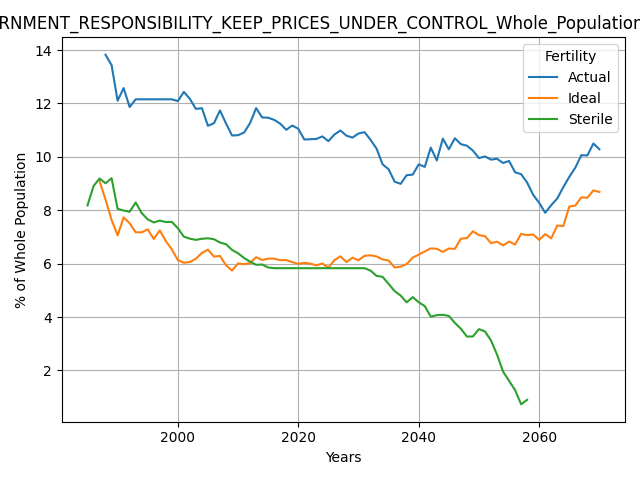 RNMENT_RESPONSIBILITY_KEEP_PRICES_UNDER_CONTROL_Whole_Population
Fertility
Actual
Ideal
Sterile
% of Whole Population
14
12
10
8
6
4
2
2000 2020 2040 2060
Years